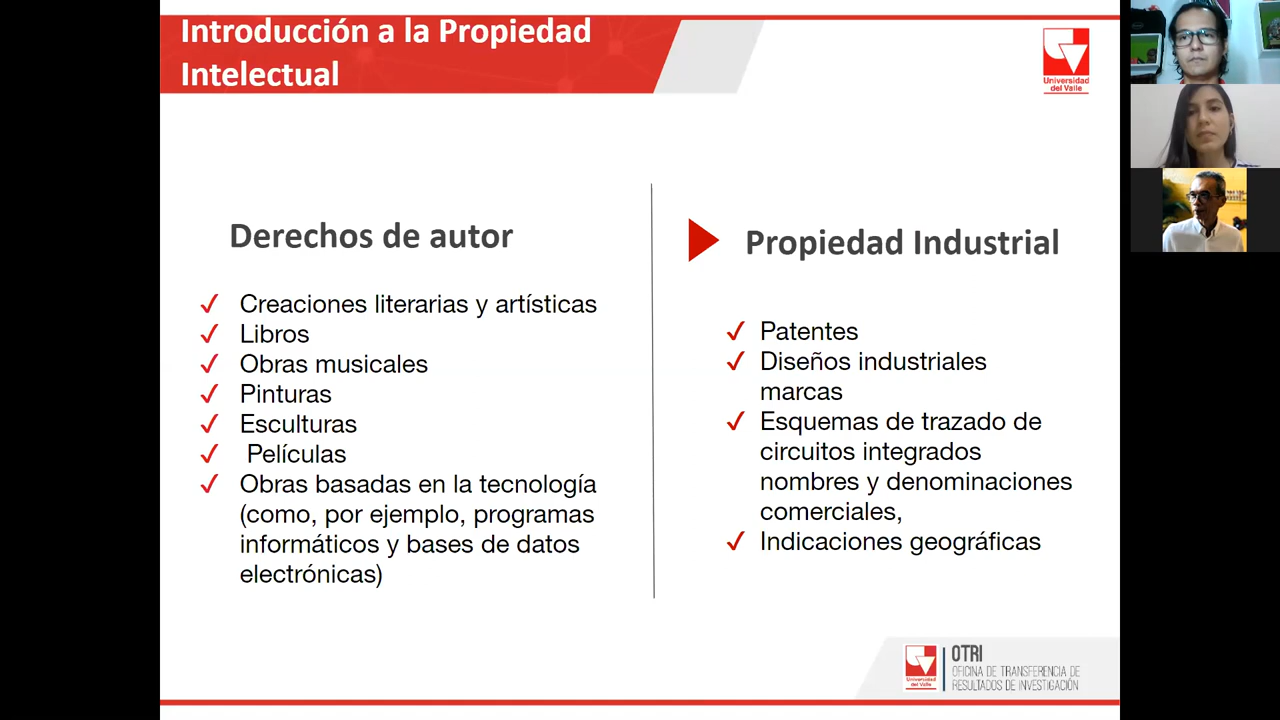 Introducción a la Propiedad
Intelectual
Universidad
del Valle
Derechos de autor
Creaciones literarias y artísticas
Libros
Obras musicales
Pinturas
Esculturas
Películas
Obras basadas en la tecnología
(como, por ejemplo, programas
informáticos y bases de datos
electrónicas)
Propiedad Industrial
Patentes
Diseños industriales
marcas
Esquemas de trazado de
circuitos integrados
nombres y denominaciones
comerciales,
Indicaciones geográficas
Universidad
del Valle
OTRI
OFICINA DE TRANSFERENCIA DE
RESULTADOS DE INVESTIGACIÓN